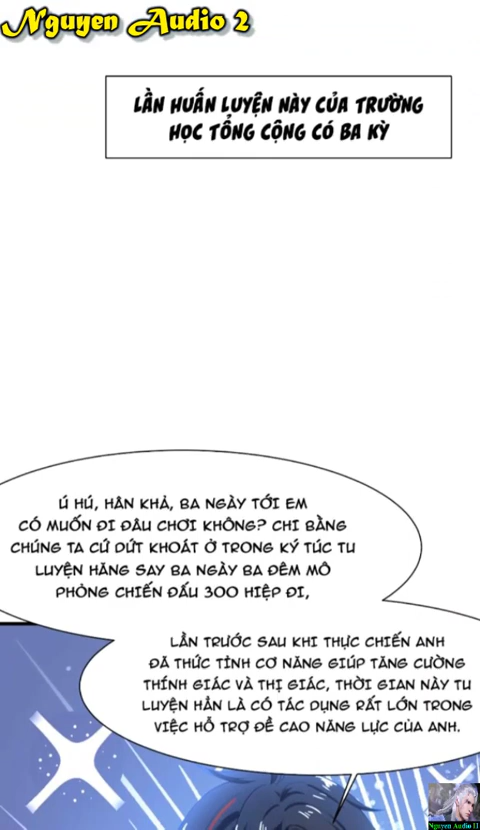 Nguyen Audio 2
LẦN HUẤN LUYỆN NÀY CỦA TRƯỜNG
HỌC TỔNG CỘNG CÓ BA KỲ
Ú HÚ, HÂN KHẢ, BA NGÀY TỚI EM
CÓ MUỐN ĐI ĐÂU CHƠI KHÔNG? CHI BẰNG
CHÚNG TA CỨ DỨT KHOÁT Ở TRONG KÝ TÚC TU
LUYỆN HĂNG SAY BA NGÀY BA ĐÊM MÔ
PHỎNG CHIẾN ĐẤU 300 HIỆP ĐI,
LẦN TRƯỚC SAU KHI THỰC CHIẾN ANH
ĐÃ THỨC TỈNH CƠ NĂNG GIÚP TĂNG CƯỜNG
THÍNH GIÁC VÀ THỊ GIÁC, THỜI GIAN NÀY TU
LUYỆN HẲN LÀ CÓ TÁC DỤNG RẤT LỚN TRONG
VIỆC HỖ TRỢ ĐỀ CAO NĂNG LỰC CỦA ANH.
Nguyen Audio II